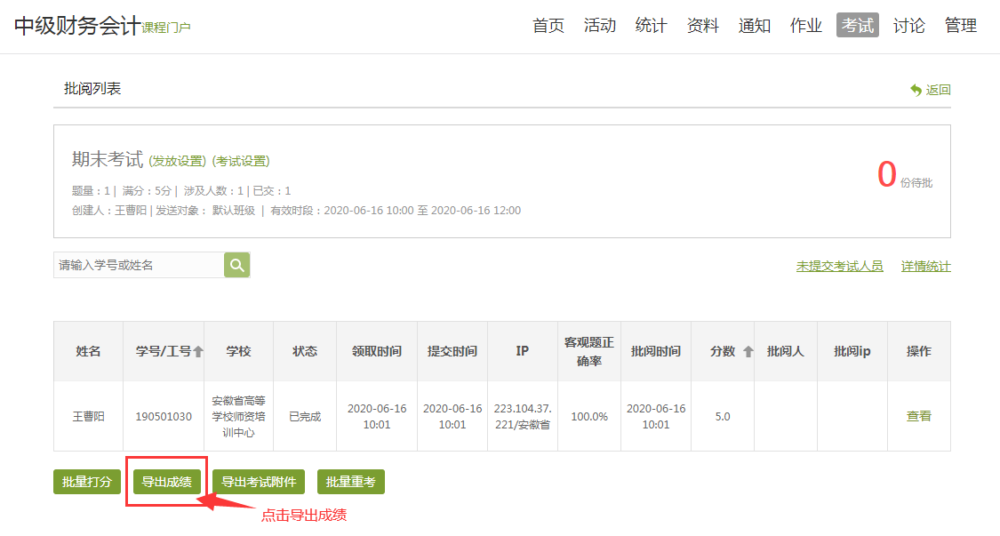 中级财务会计课程门户 首页 活动 统计 资料 通知 作业 考试 讨论 管理
批阅列表 返回
期末考试 (发放设置) (考试设置)
0 份待批
题量：1 | 满分：5分 | 涉及人数：1 | 已交：1
创建人：王曹阳 | 发送对象： 默认班级 | 有效时段：2020-06-16 10:00 至 2020-06-16 12:00
请输入学号或姓名 未提交考试人员 详情统计
姓名 学号/工号 学校 状态 领取时间 提交时间 IP 客观题正确率 批阅时间 分数 批阅人 批阅ip 操作
王曹阳 190501030 安徽省高等学校师资培训中心 已完成 2020-06-16 10:01 2020-06-16 10:01 223.104.37.221/安徽省 100.0% 2020-06-16 10:01 5.0 查看
批量打分 导出成绩 导出考试附件 批量重考
点击导出成绩